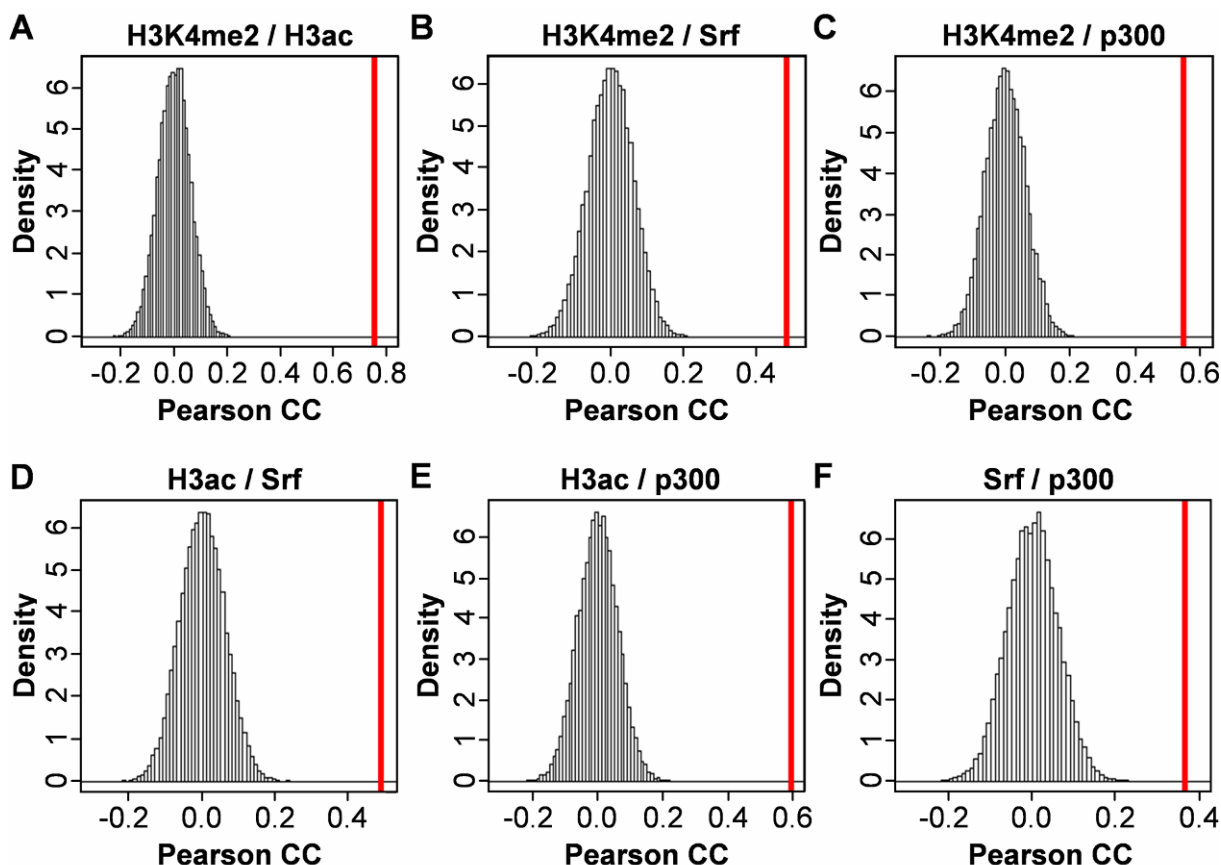 A H3K4me2 / H3ac
B H3K4me2 / Srf
C H3K4me2 / p300
Density
0 1 2 3 4 5 6
-0.2 0.0 0.2 0.4 0.6 0.8
Pearson CC
Density
0 1 2 3 4 5 6
-0.2 0.0 0.2 0.4
Pearson CC
Density
0 1 2 3 4 5 6
-0.2 0.0 0.2 0.4 0.6
Pearson CC
D H3ac / Srf
E H3ac / p300
F Srf / p300
Density
0 1 2 3 4 5 6
-0.2 0.0 0.2 0.4
Pearson CC
Density
0 1 2 3 4 5 6
-0.2 0.0 0.2 0.4 0.6
Pearson CC
Density
0 1 2 3 4 5 6
-0.2 0.0 0.2 0.4
Pearson CC